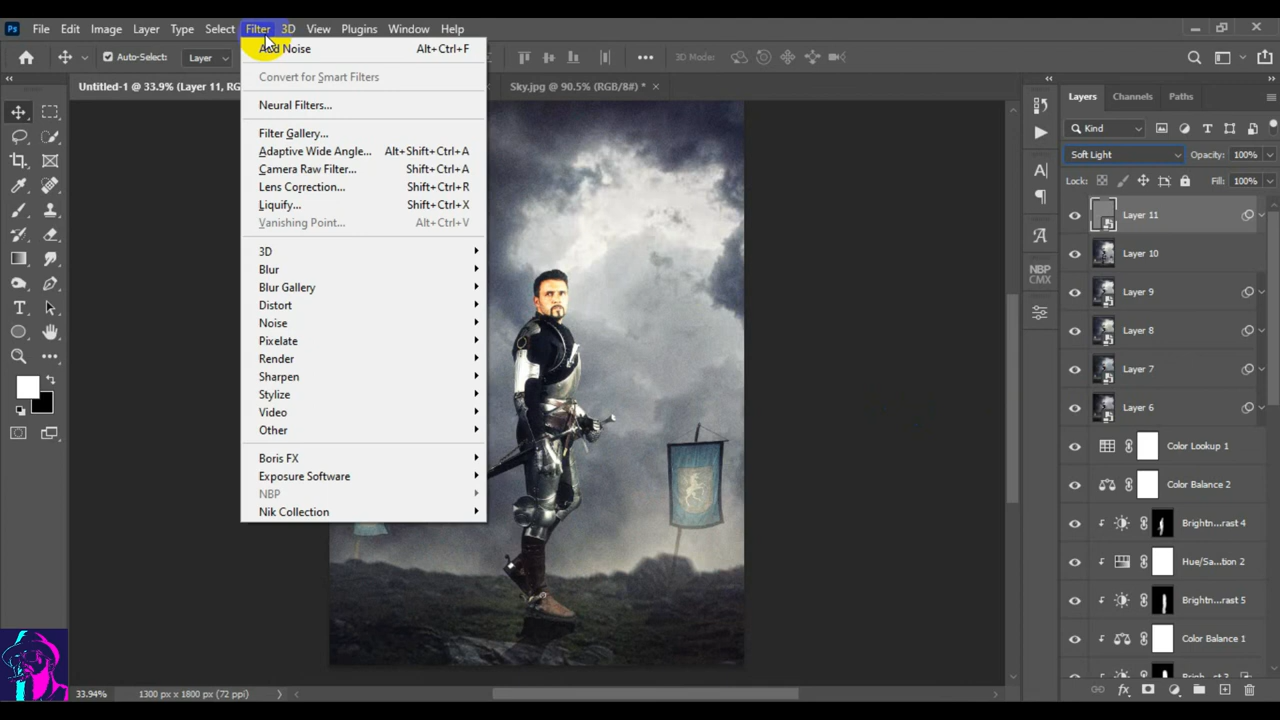 Ps File Edit Image Layer Type Select Filter 3D View Plugins Window Help
Auto-Select: Layer 3D Mode:
Untitled-1 @ 33.9% (Layer 11, RG
Sky.jpg @ 90.5% (RGB/8#) *
Add Noise Alt+Ctrl+F
Convert for Smart Filters
Neural Filters...
Filter Gallery...
Adaptive Wide Angle... Alt+Shift+Ctrl+A
Camera Raw Filter... Shift+Ctrl+A
Lens Correction... Shift+Ctrl+R
Liquify... Shift+Ctrl+X
Vanishing Point... Alt+Ctrl+V
3D
Blur
Blur Gallery
Distort
Noise
Pixelate
Render
Sharpen
Stylize
Video
Other
Boris FX
Exposure Software
NBP
Nik Collection
NBP
CMX
Layers Channels Paths
Kind
Soft Light Opacity: 100%
Lock: Fill: 100%
Layer 11
Layer 10
Layer 9
Layer 8
Layer 7
Layer 6
Color Lookup 1
Color Balance 2
Brightn...rast 4
Hue/Sa...tion 2
Brightn...rast 5
Color Balance 1
33.94% 1300 px x 1800 px (72 ppi)